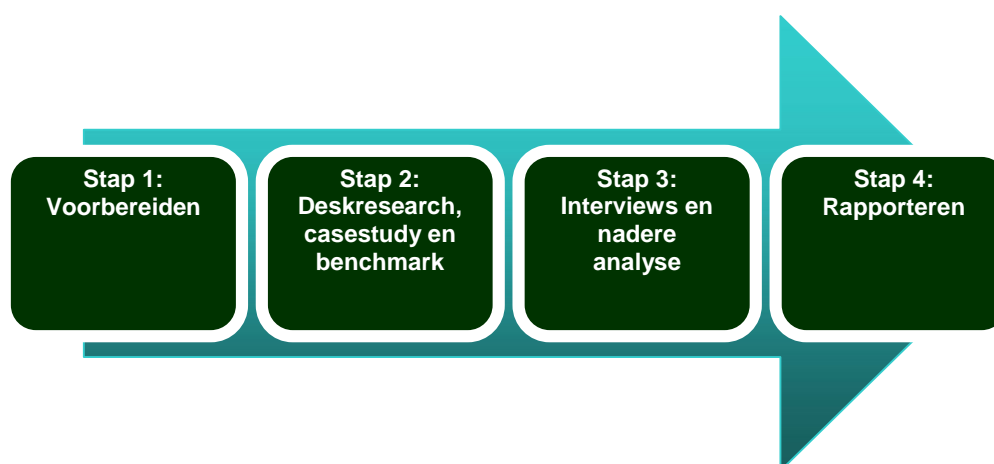 Stap 1:
Voorbereiden
Stap 2:
Deskresearch,
casestudy en
benchmark
Stap 3:
Interviews en
nadere
analyse
Stap 4:
Rapporteren